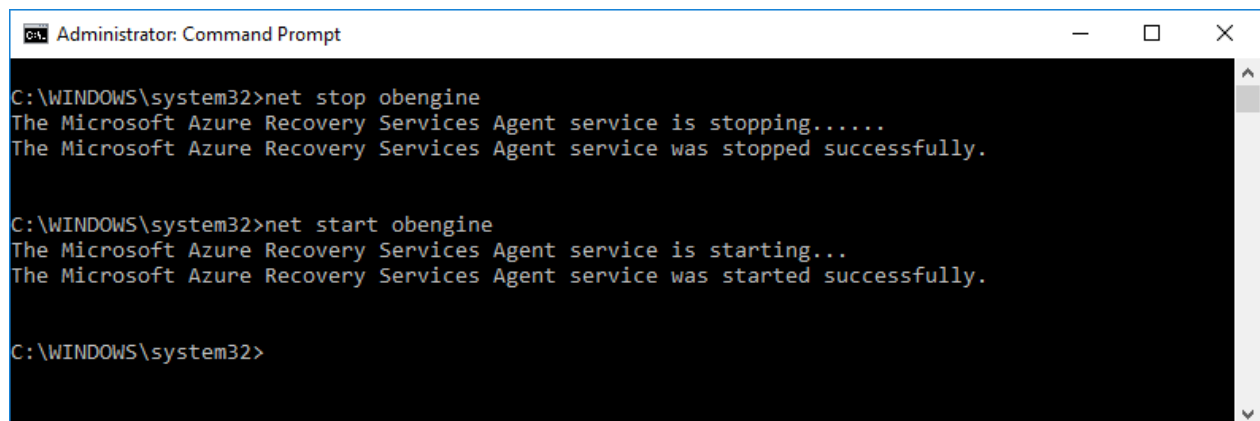 Administrator: Command Prompt
C:\WINDOWS\system32>net stop obengine
The Microsoft Azure Recovery Services Agent service is stopping......
The Microsoft Azure Recovery Services Agent service was stopped successfully.
C:\WINDOWS\system32>net start obengine
The Microsoft Azure Recovery Services Agent service is starting...
The Microsoft Azure Recovery Services Agent service was started successfully.
C:\WINDOWS\system32>